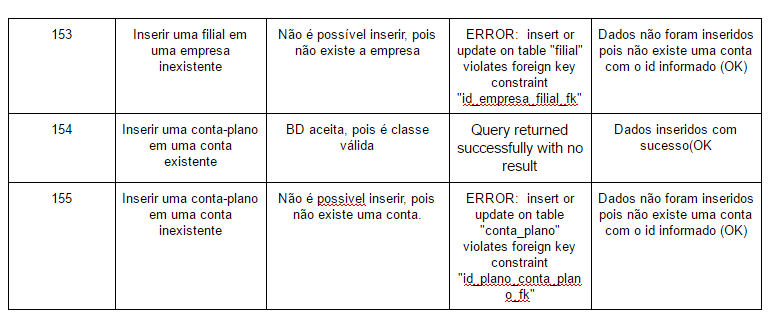 153
Inserir uma filial em
uma empresa
inexistente
Não é possível inserir, pois
não existe a empresa
ERROR: insert or
update on table "filial"
violates foreign key
constraint
"id_empresa_filial_fk"
Dados não foram inseridos
pois não existe uma conta
com o id informado (OK)
154
Inserir uma conta-plano
em uma conta
existente
BD aceita, pois é classe
válida
Query returned
successfully with no
result
Dados inseridos com
sucesso(OK
155
Inserir uma conta-plano
em uma conta
inexistente
Não é possivel inserir, pois
não existe uma conta.
ERROR: insert or
update on table
"conta_plano"
violates foreign key
constraint
"id_plano_conta_plan
o_fk"
Dados não foram inseridos
pois não existe uma conta
com o id informado (OK)